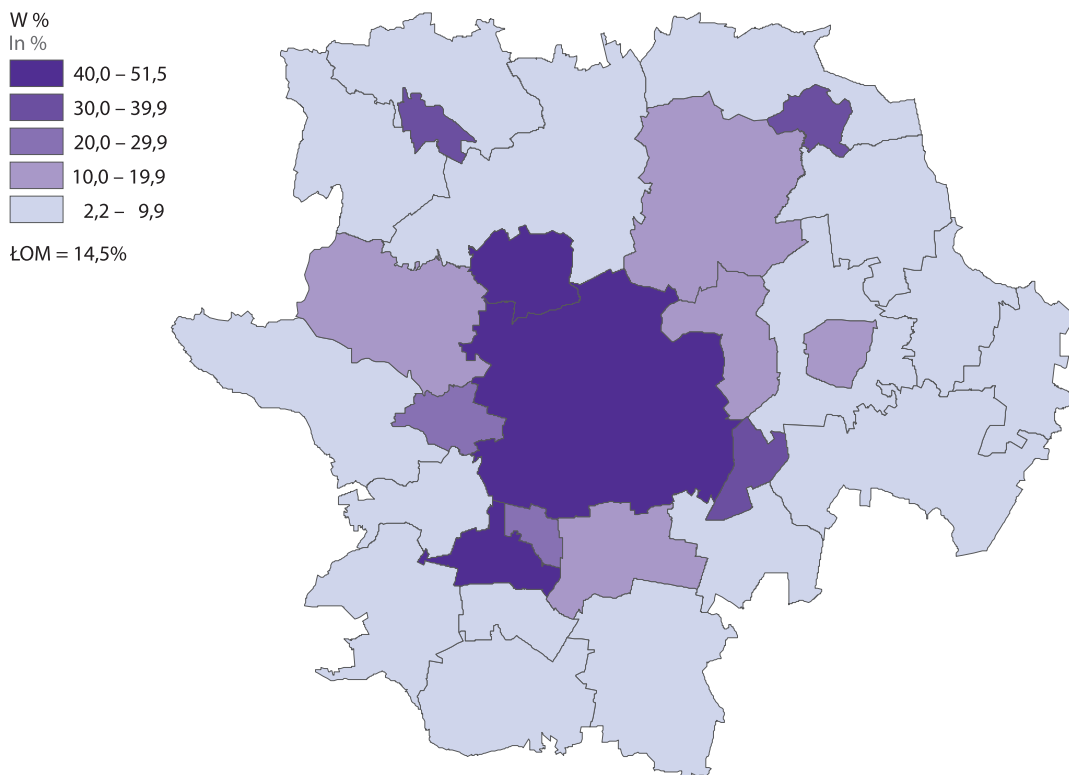 W %
In %
40,0 – 51,5
30,0 – 39,9
20,0 – 29,9
10,0 – 19,9
2,2 – 9,9
ŁOM = 14,5%